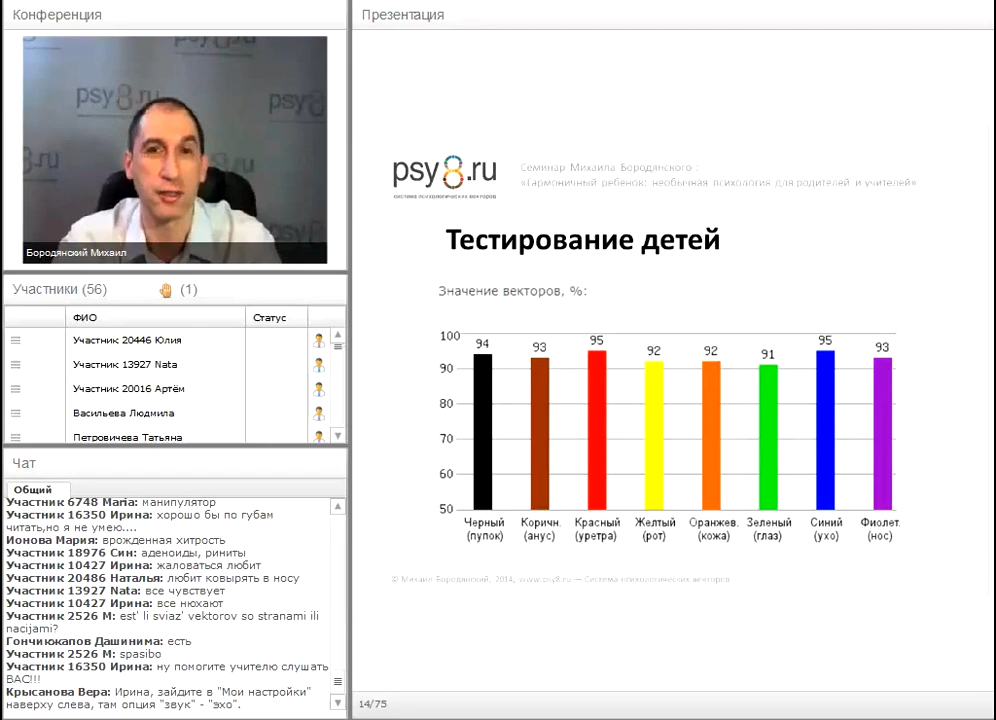 Конференция
psy8.ru
Бородянский Михаил
Участники (56)
(1)
ФИО
Статус
Участник 20446 Юлия
Участник 13927 Nata
Участник 20016 Артём
Васильева Людмила
Петровичева Татьяна
Чат
Общий
Участник 6748 Maria: манипулятор
Участник 16350 Ирина: хорошо бы по губам
читать,но я не умею....
Ионова Мария: врожденная хитрость
Участник 18976 Син: аденоиды, риниты
Участник 10427 Ирина: жаловаться любит
Участник 20486 Наталья: любит ковырять в носу
Участник 13927 Nata: все чувствует
Участник 10427 Ирина: все нюхают
Участник 2526 М: est' li sviaz' vektorov so stranami ili
nacijami?
Гончикжапов Дашинима: есть
Участник 2526 М: spasibo
Участник 16350 Ирина: ну помогите учителю слушать
ВАС!!!
Крысанова Вера: Ирина, зайдите в "Мои настройки"
наверху слева, там опция "звук" - "эхо".
Презентация
psy8.ru
система психологических векторов
Семинар Михаила Бородянского :
«Гармоничный ребенок: необычная психология для родителей и учителей»
Тестирование детей
Значение векторов, %:
100
90
80
70
60
50
94
93
95
92
92
91
95
93
Черный
(пупок)
Коричн.
(анус)
Красный
(уретра)
Желтый
(рот)
Оранжев.
(кожа)
Зеленый
(глаз)
Синий
(ухо)
Фиолет.
(нос)
© Михаил Бородянский, 2014, www.psy8.ru — Система психологических векторов
14/75